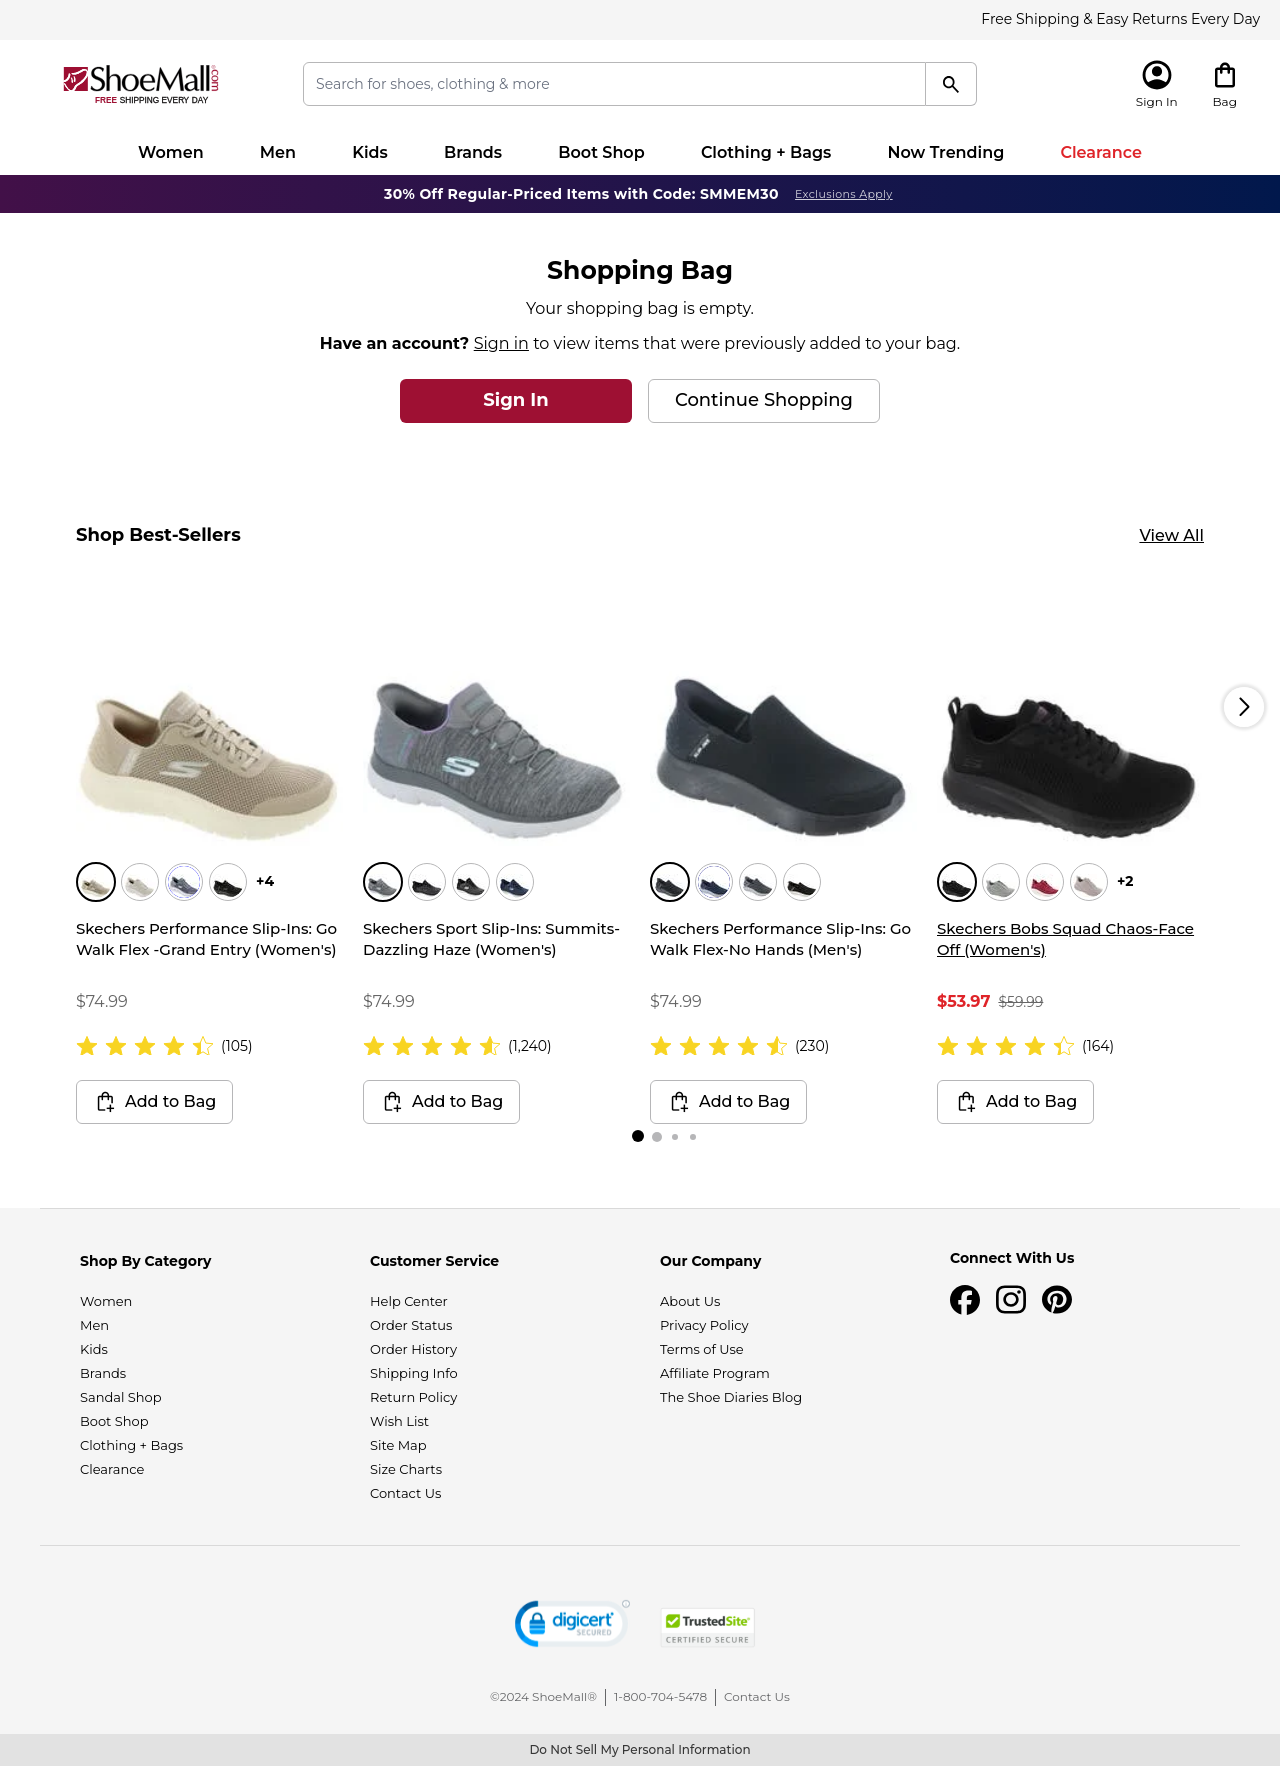 Free Shipping & Easy Returns Every Day
ShoeMall.com
FREE SHIPPING EVERY DAY
Search for shoes, clothing & more
Sign In
Bag
Women
Men
Kids
Brands
Boot Shop
Clothing + Bags
Now Trending
Clearance
30% Off Regular-Priced Items with Code: SMMEM30 Exclusions Apply
Shopping Bag
Your shopping bag is empty.
Have an account? Sign in to view items that were previously added to your bag.
Sign In
Continue Shopping
Shop Best-Sellers
View All
+4
Skechers Performance Slip-Ins: Go
Walk Flex -Grand Entry (Women's)
$74.99
(105)
Add to Bag
Skechers Sport Slip-Ins: Summits-
Dazzling Haze (Women's)
$74.99
(1,240)
Add to Bag
Skechers Performance Slip-Ins: Go
Walk Flex-No Hands (Men's)
$74.99
(230)
Add to Bag
+2
Skechers Bobs Squad Chaos-Face
Off (Women's)
$53.97 $59.99
(164)
Add to Bag
Shop By Category
Women
Men
Kids
Brands
Sandal Shop
Boot Shop
Clothing + Bags
Clearance
Customer Service
Help Center
Order Status
Order History
Shipping Info
Return Policy
Wish List
Site Map
Size Charts
Contact Us
Our Company
About Us
Privacy Policy
Terms of Use
Affiliate Program
The Shoe Diaries Blog
Connect With Us
digicert
SECURED
TrustedSite
CERTIFIED SECURE
©2024 ShoeMall®
1-800-704-5478
Contact Us
Do Not Sell My Personal Information